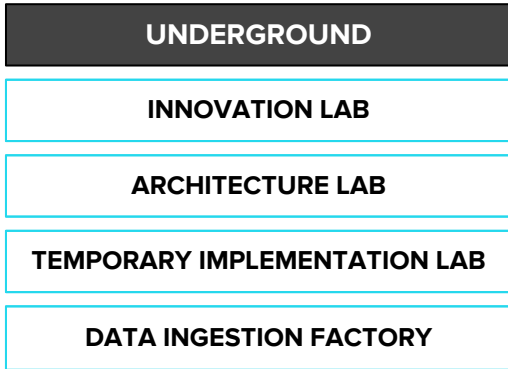 UNDERGROUND
INNOVATION LAB
ARCHITECTURE LAB
TEMPORARY IMPLEMENTATION LAB
DATA INGESTION FACTORY